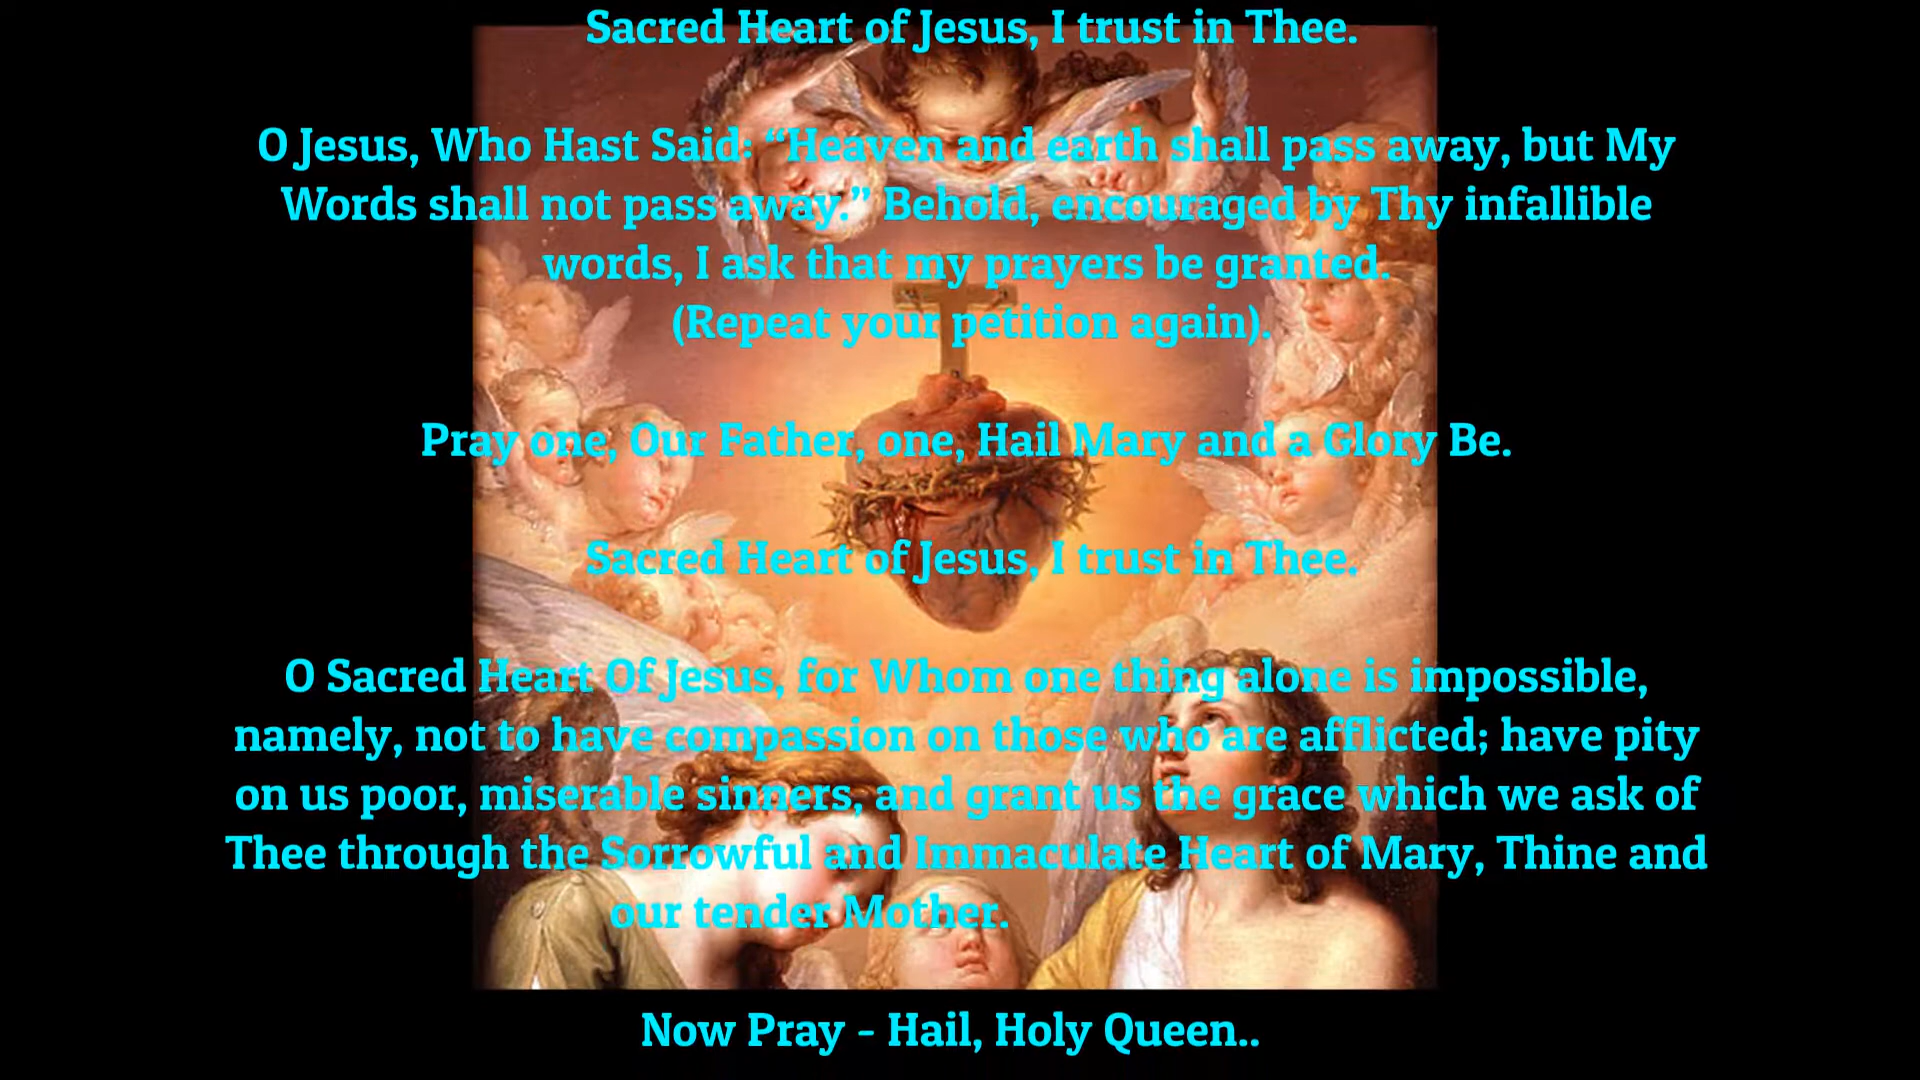 Sacred Heart of Jesus, I trust in Thee.
O Jesus, Who Hast Said: “Heaven and earth shall pass away, but My
Words shall not pass away.” Behold, encouraged by Thy infallible
words, I ask that my prayers be granted.
(Repeat your petition again).
Pray one, Our Father, one, Hail Mary and a Glory Be.
Sacred Heart of Jesus, I trust in Thee.
O Sacred Heart Of Jesus, for Whom one thing alone is impossible,
namely, not to have compassion on those who are afflicted; have pity
on us poor, miserable sinners, and grant us the grace which we ask of
Thee through the Sorrowful and Immaculate Heart of Mary, Thine and
our tender Mother.
Now Pray - Hail, Holy Queen..